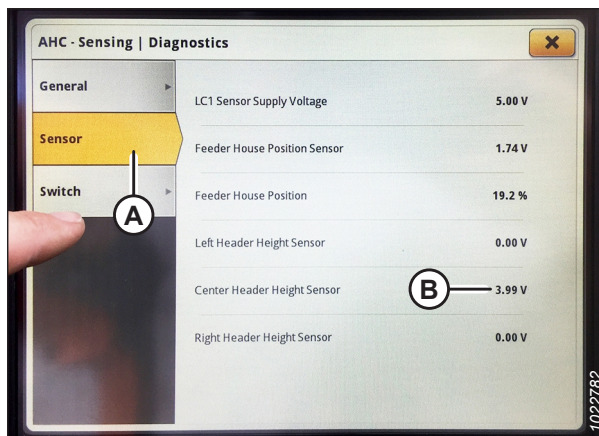 AHC - Sensing | Diagnostics
General
Sensor
Switch
LC1 Sensor Supply Voltage 5.00 V
Feeder House Position Sensor 1.74 V
Feeder House Position 19.2 %
Left Header Height Sensor 0.00 V
Center Header Height Sensor 3.99 V
Right Header Height Sensor 0.00 V
A
B
1022782